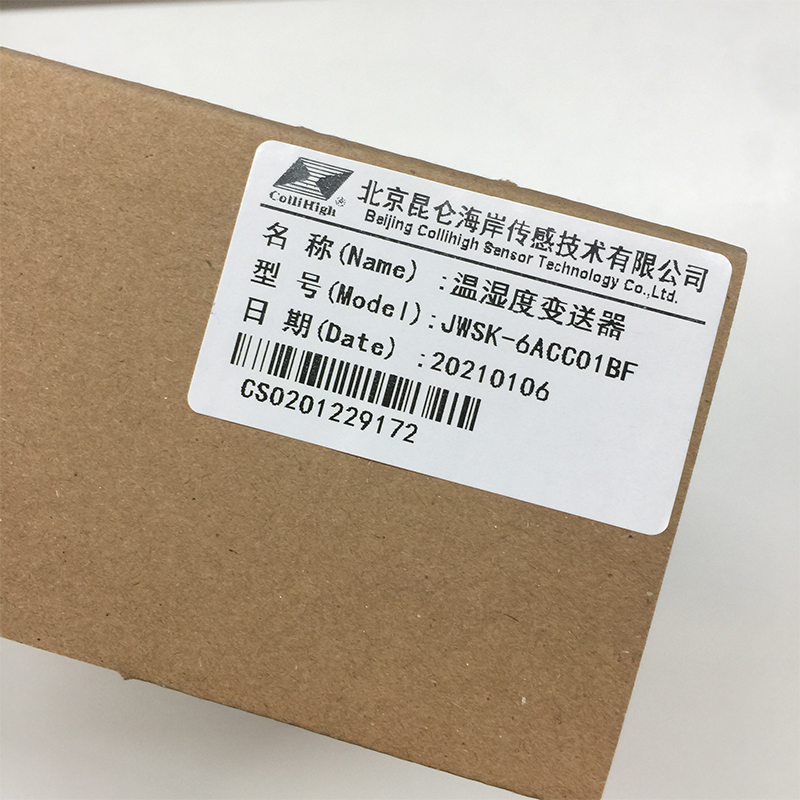 ColliHigh®
北京昆仑海岸传感技术有限公司
Beijing Collihigh Sensor Technology Co.,Ltd.
名 称(Name) :温湿度变送器
型 号(Model):JWSK-6ACC01BF
日 期(Date) :20210106
CS0201229172